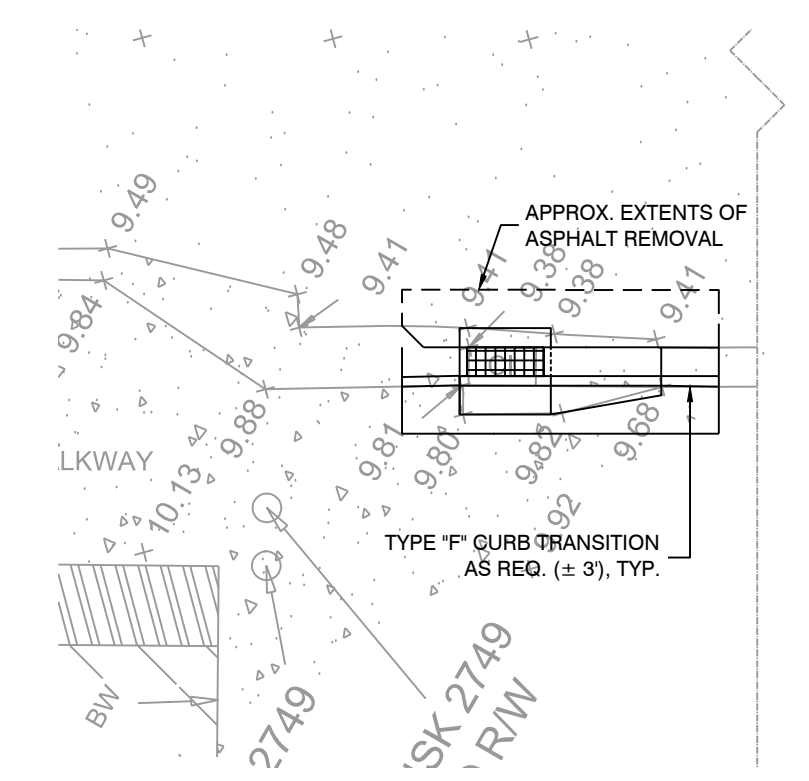 9.49
9.48
9.41
APPROX. EXTENTS OF
ASPHALT REMOVAL
9.41
9.38
9.38
9.41
9.84
9.88
9.81
9.80
9.82
9.68
LKWAY
10.13
9.92
TYPE "F" CURB TRANSITION
AS REQ. (± 3'), TYP.
BW
2749
SK 2749
R/W